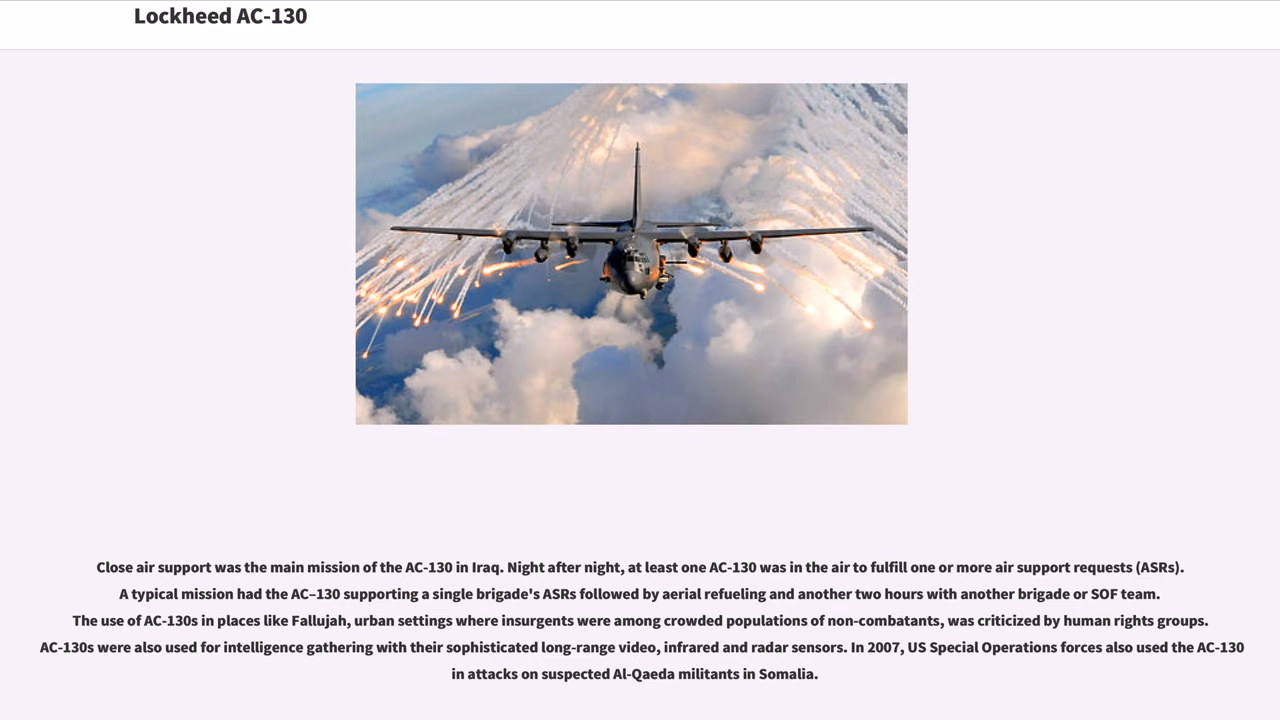 Lockheed AC-130
Close air support was the main mission of the AC-130 in Iraq. Night after night, at least one AC-130 was in the air to fulfill one or more air support requests (ASRs).
A typical mission had the AC–130 supporting a single brigade's ASRs followed by aerial refueling and another two hours with another brigade or SOF team.
The use of AC-130s in places like Fallujah, urban settings where insurgents were among crowded populations of non-combatants, was criticized by human rights groups.
AC-130s were also used for intelligence gathering with their sophisticated long-range video, infrared and radar sensors. In 2007, US Special Operations forces also used the AC-130
in attacks on suspected Al-Qaeda militants in Somalia.